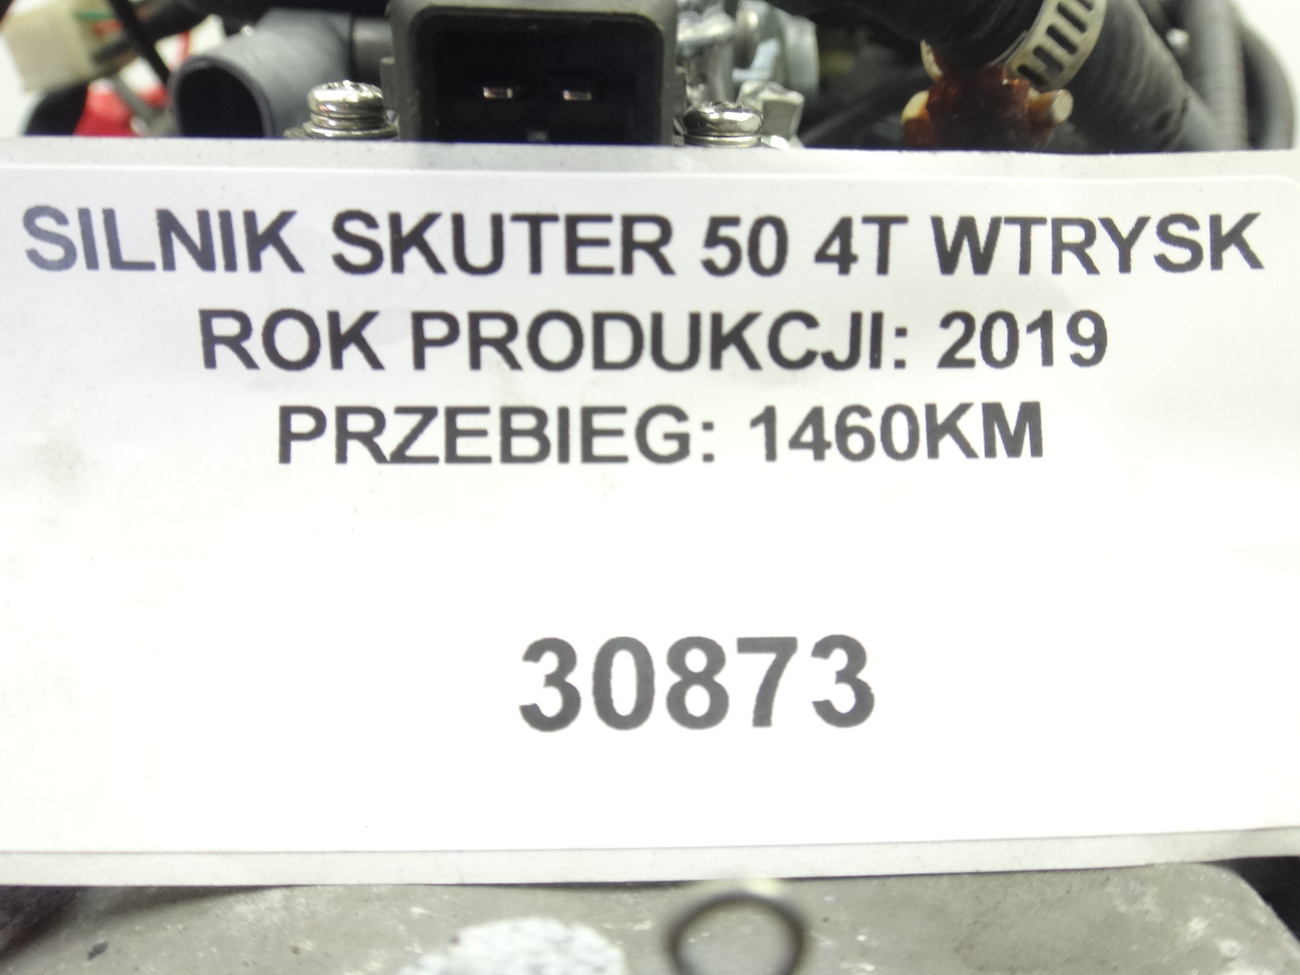 SILNIK SKUTER 50 4T WTRYSK
ROK PRODUKCJI: 2019
PRZEBIEG: 1460KM
30873